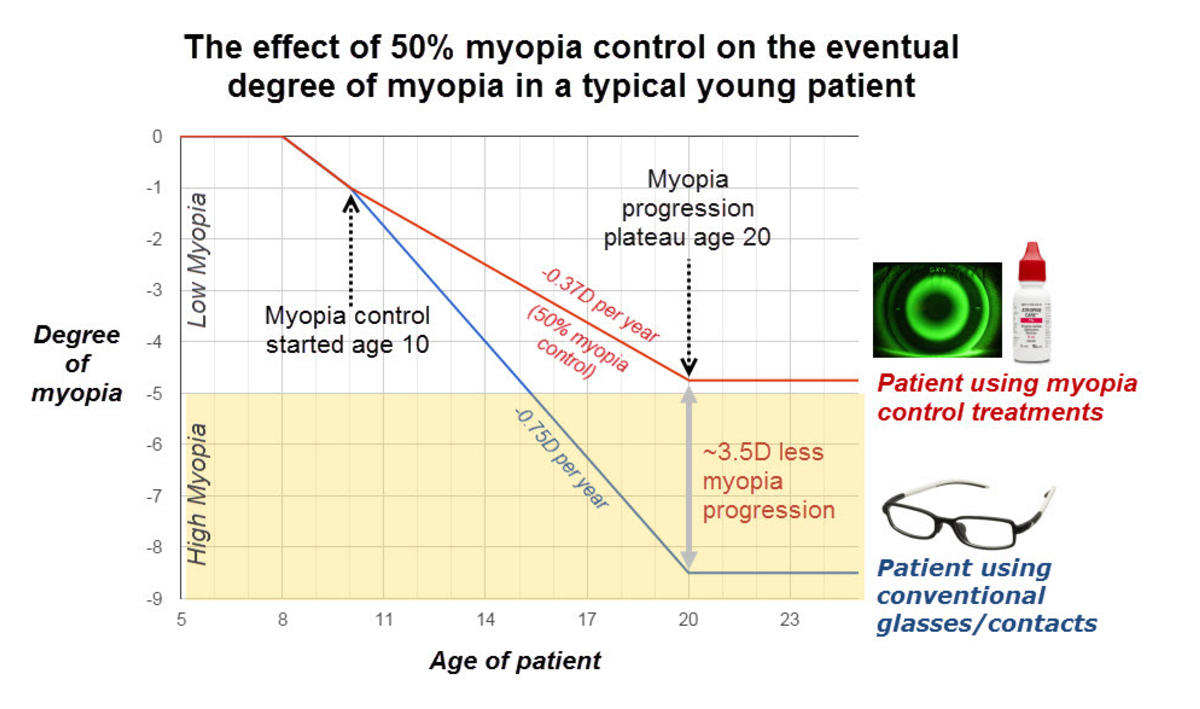 The effect of 50% myopia control on the eventual
degree of myopia in a typical young patient
0
-1
-2
-3
-4
-5
-6
-7
-8
-9
5
8
11
14
17
20
23
Degree
of
myopia
Age of patient
Low Myopia
High Myopia
Myopia control
started age 10
Myopia
progression
plateau age 20
-0.37D per year
(50% myopia
control)
-0.75D per year
~3.5D less
myopia
progression
Patient using myopia
control treatments
Patient using
conventional
glasses/contacts